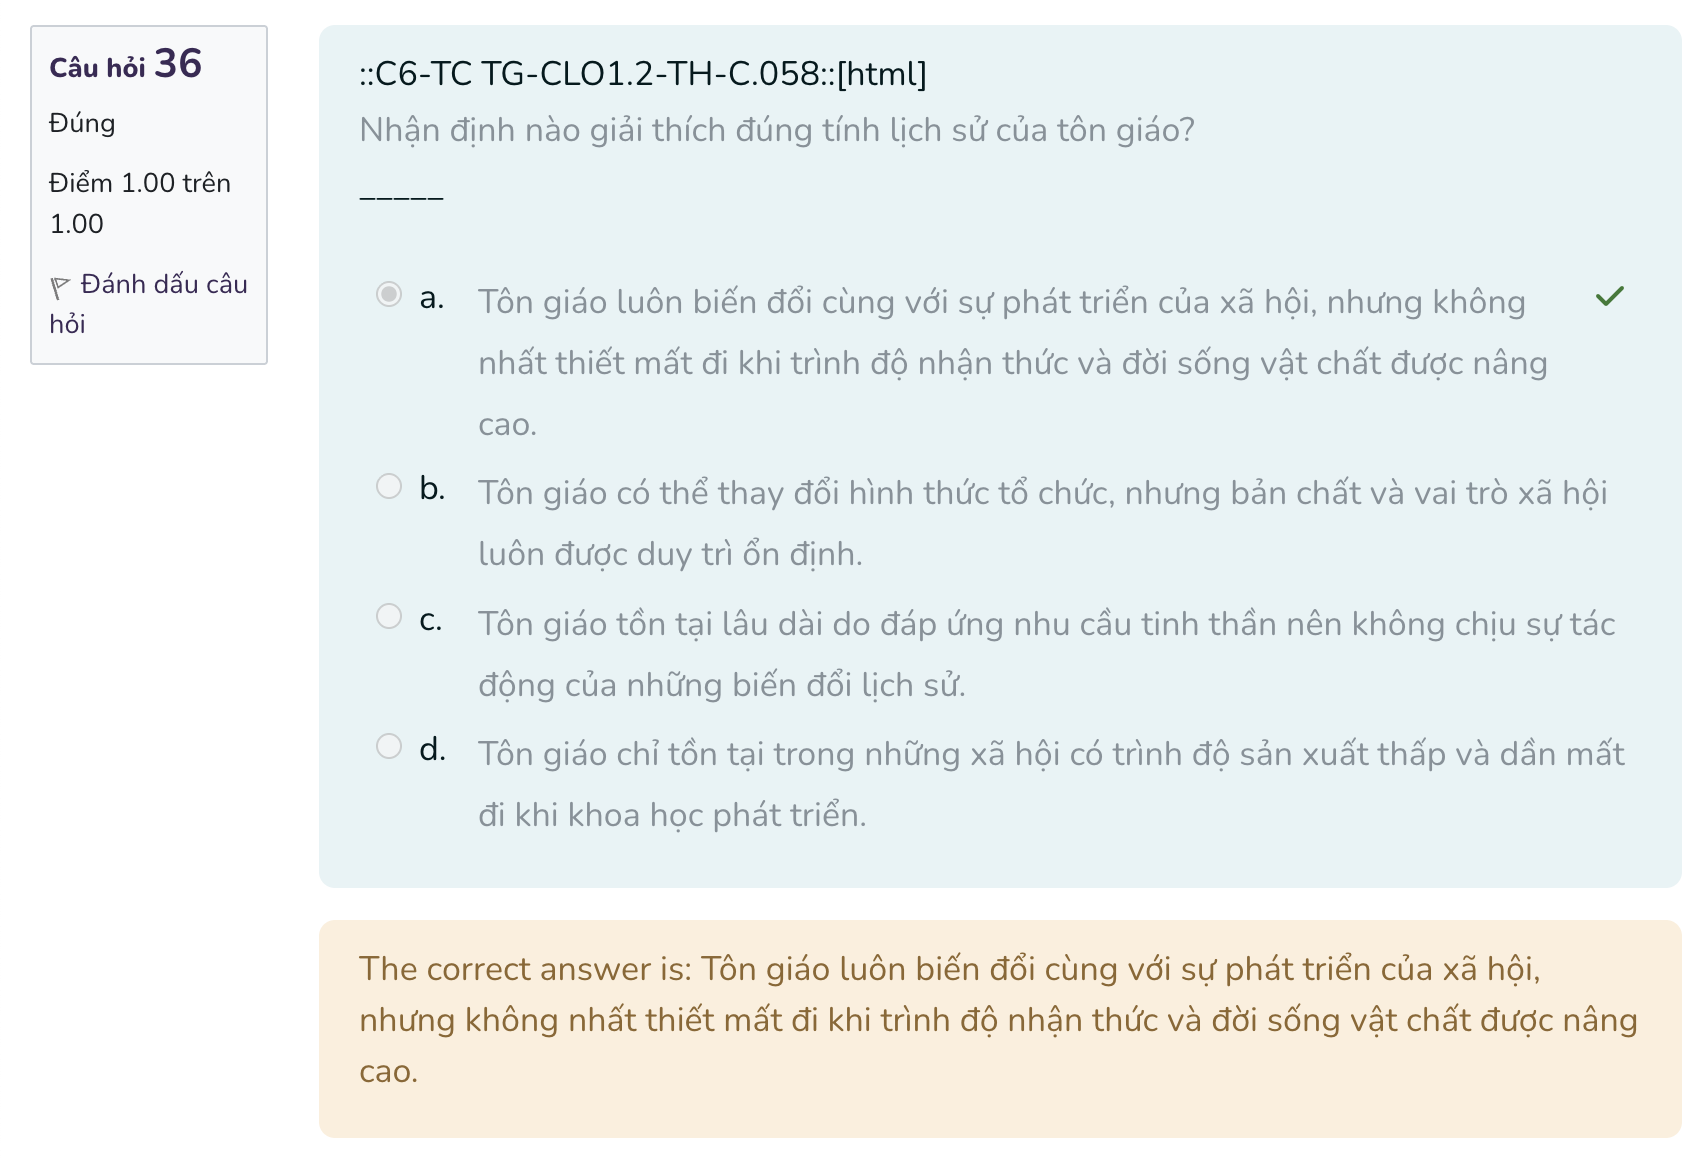 Câu hỏi 36
Đúng
Điểm 1.00 trên
1.00
Đánh dấu câu
hỏi
::C6-TC TG-CLO1.2-TH-C.058::[html]
Nhận định nào giải thích đúng tính lịch sử của tôn giáo?
_____
a. Tôn giáo luôn biến đổi cùng với sự phát triển của xã hội, nhưng không
nhất thiết mất đi khi trình độ nhận thức và đời sống vật chất được nâng
cao.
b. Tôn giáo có thể thay đổi hình thức tổ chức, nhưng bản chất và vai trò xã hội
luôn được duy trì ổn định.
c. Tôn giáo tồn tại lâu dài do đáp ứng nhu cầu tinh thần nên không chịu sự tác
động của những biến đổi lịch sử.
d. Tôn giáo chỉ tồn tại trong những xã hội có trình độ sản xuất thấp và dần mất
đi khi khoa học phát triển.
The correct answer is: Tôn giáo luôn biến đổi cùng với sự phát triển của xã hội,
nhưng không nhất thiết mất đi khi trình độ nhận thức và đời sống vật chất được nâng
cao.